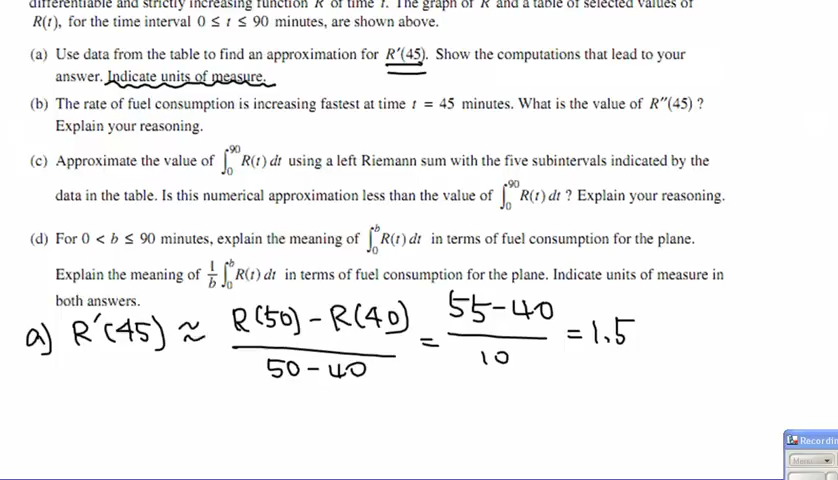 differentiable and strictly increasing function R of time t. The graph of R and a table of selected values of
R(t), for the time interval 0 ≤ t ≤ 90 minutes, are shown above.
(a) Use data from the table to find an approximation for R′(45). Show the computations that lead to your
answer. Indicate units of measure.
(b) The rate of fuel consumption is increasing fastest at time t = 45 minutes. What is the value of R″(45) ?
Explain your reasoning.
(c) Approximate the value of ∫₀⁹⁰ R(t) dt using a left Riemann sum with the five subintervals indicated by the
data in the table. Is this numerical approximation less than the value of ∫₀⁹⁰ R(t) dt ? Explain your reasoning.
(d) For 0 < b ≤ 90 minutes, explain the meaning of ∫₀ᵇ R(t) dt in terms of fuel consumption for the plane.
Explain the meaning of 1/b ∫₀ᵇ R(t) dt in terms of fuel consumption for the plane. Indicate units of measure in
both answers.
a) R′(45) ≈ (R(50) – R(40))/(50 – 40) = (55 – 40)/10 = 1.5
Recordin